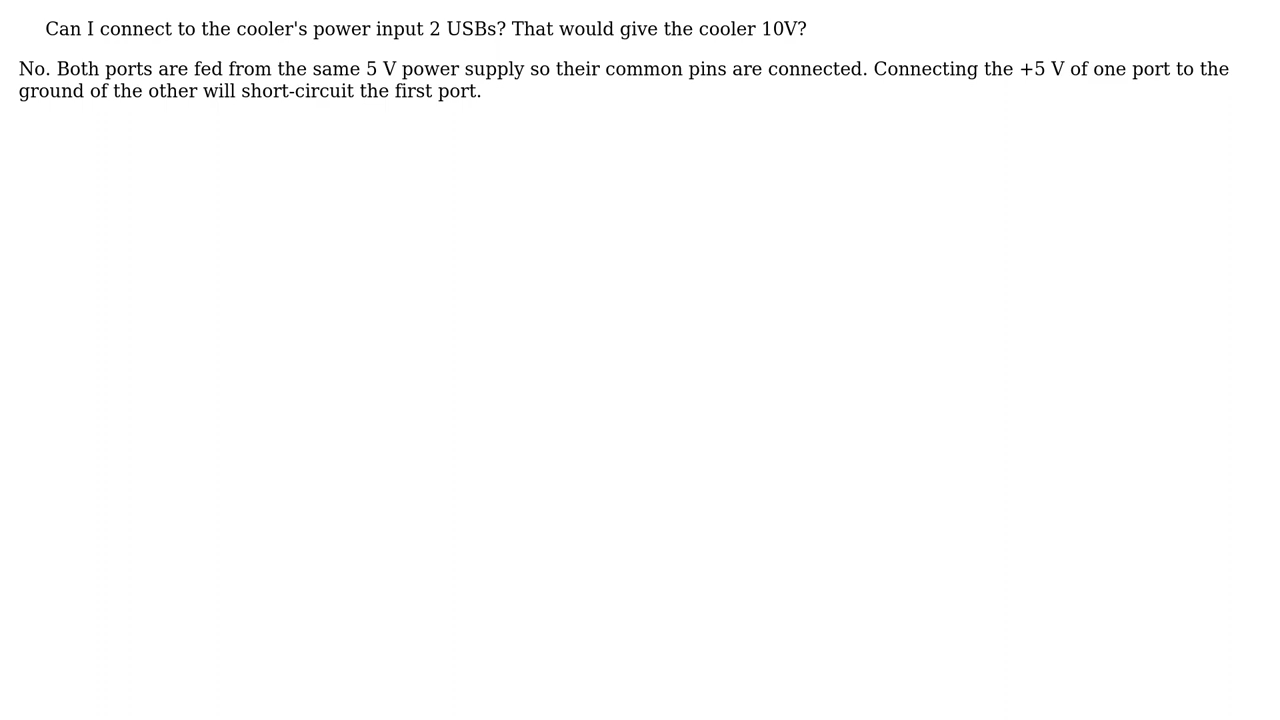 Can I connect to the cooler's power input 2 USBs? That would give the cooler 10V?
No. Both ports are fed from the same 5 V power supply so their common pins are connected. Connecting the +5 V of one port to the
ground of the other will short-circuit the first port.